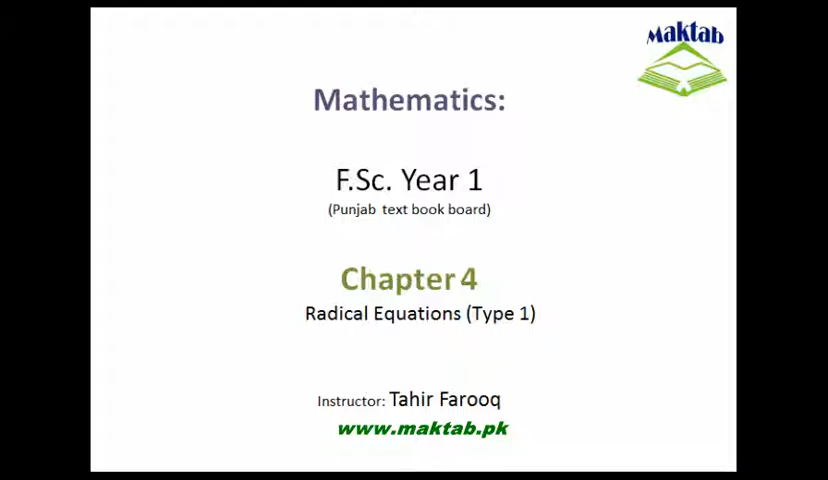 Maktab
Mathematics:
F.Sc. Year 1
(Punjab text book board)
Chapter 4
Radical Equations (Type 1)
Instructor: Tahir Farooq
www.maktab.pk